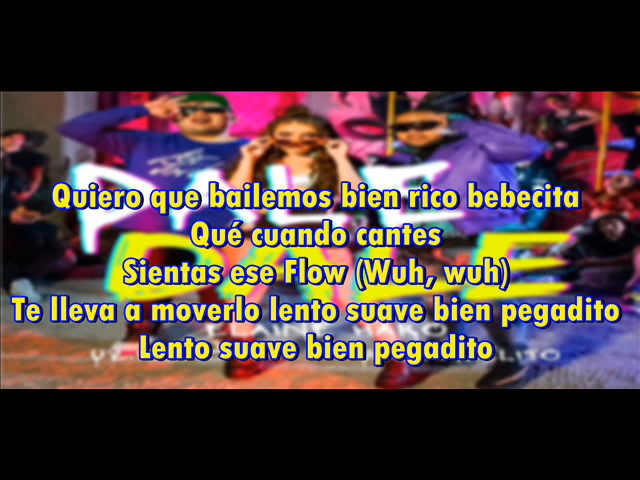 Quiero que bailemos bien rico bebecita
Qué cuando cantes
Sientas ese Flow (Wuh, wuh)
Te lleva a moverlo lento suave bien pegadito
Lento suave bien pegadito